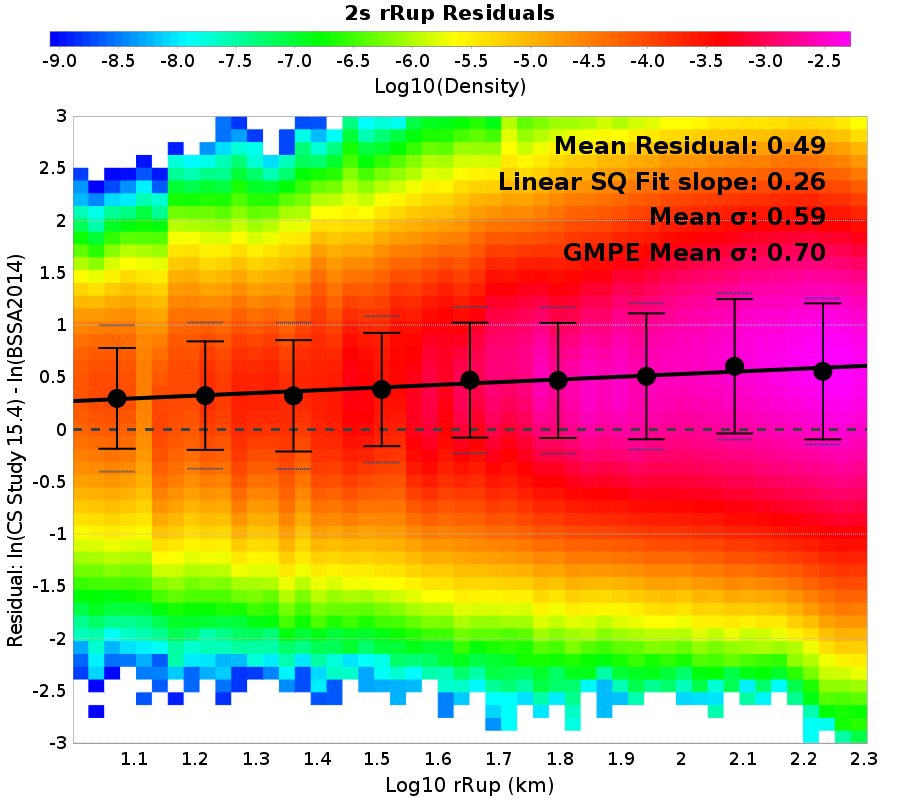 2s rRup Residuals
-9.0 -8.5 -8.0 -7.5 -7.0 -6.5 -6.0 -5.5 -5.0 -4.5 -4.0 -3.5 -3.0 -2.5
Log10(Density)
Mean Residual: 0.49
Linear SQ Fit slope: 0.26
Mean σ: 0.59
GMPE Mean σ: 0.70
Residual: ln(CS Study 15.4) - ln(BSSA2014)
3
2.5
2
1.5
1
0.5
0
-0.5
-1
-1.5
-2
-2.5
-3
1.1 1.2 1.3 1.4 1.5 1.6 1.7 1.8 1.9 2 2.1 2.2 2.3
Log10 rRup (km)